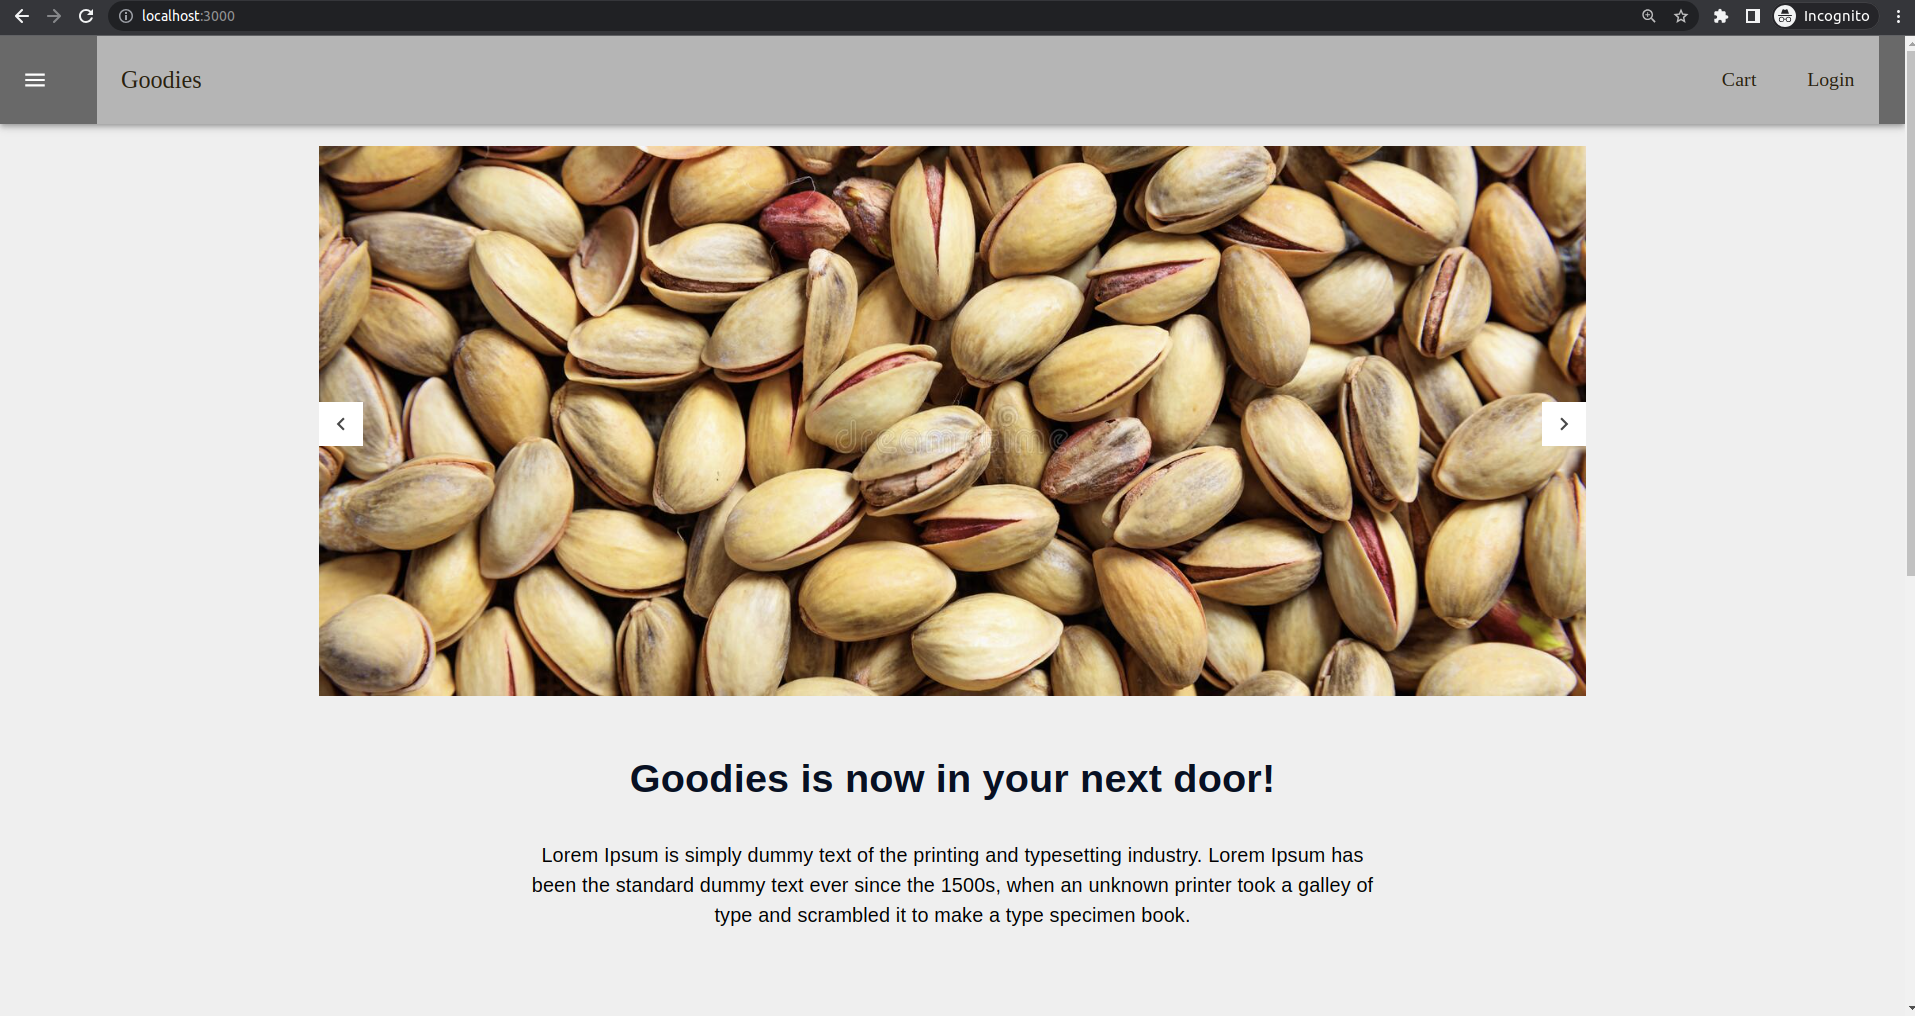 localhost:3000
Incognito
Goodies
Cart
Login
dreamstime
Goodies is now in your next door!
Lorem Ipsum is simply dummy text of the printing and typesetting industry. Lorem Ipsum has
been the standard dummy text ever since the 1500s, when an unknown printer took a galley of
type and scrambled it to make a type specimen book.